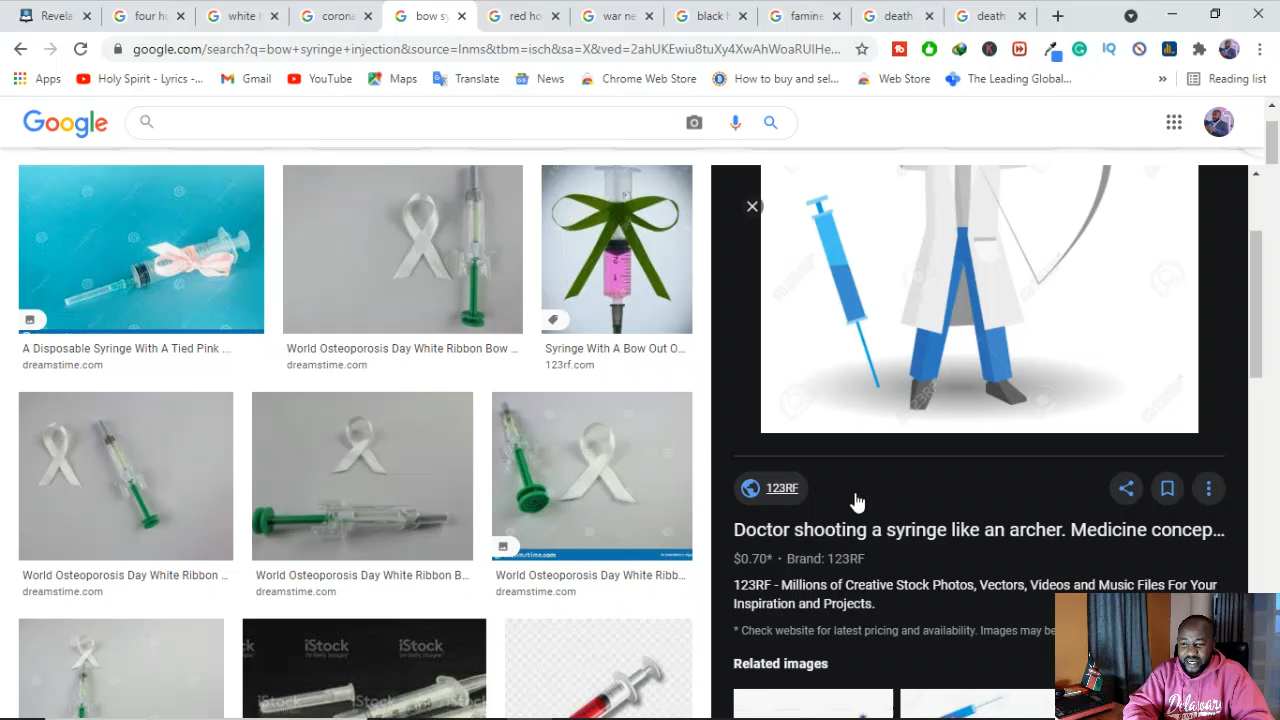 Revela
four ho
white h
corona
bow sy
red ho
war ne
black h
famine
death
death
google.com/search?q=bow+syringe+injection&source=lnms&tbm=isch&sa=X&ved=2ahUKEwiu8tuXy4XwAhWoaRUIHe...
Apps
Holy Spirit - Lyrics -...
Gmail
YouTube
Maps
Translate
News
Chrome Web Store
How to buy and sel...
Web Store
The Leading Global...
»
Reading list
Google
A Disposable Syringe With A Tied Pink ...
dreamstime.com
World Osteoporosis Day White Ribbon Bow ...
dreamstime.com
Syringe With A Bow Out O...
123rf.com
World Osteoporosis Day White Ribbon ...
dreamstime.com
World Osteoporosis Day White Ribbon B...
dreamstime.com
World Osteoporosis Day White Ribb...
dreamstime.com
iStock
iStock
123RF
Doctor shooting a syringe like an archer. Medicine concep...
$0.70* · Brand: 123RF
123RF - Millions of Creative Stock Photos, Vectors, Videos and Music Files For Your
Inspiration and Projects.
* Check website for latest pricing and availability. Images may be
Related images
Delaware